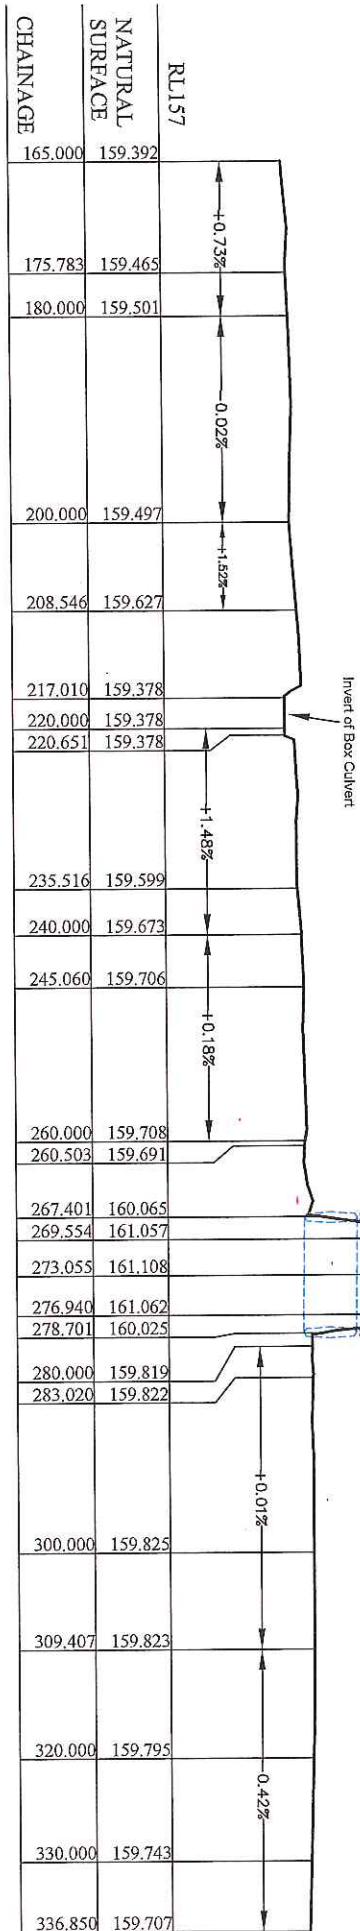 Invert of Box Culvert
+0.73%
-0.02%
+1.52%
+1.48%
+0.18%
+0.01%
-0.42%
RL157
NATURAL SURFACE 159.392 159.465 159.501 159.497 159.627 159.378 159.378 159.378 159.599 159.673 159.706 159.708 159.691 160.065 161.057 161.108 161.062 160.025 159.819 159.822 159.825 159.823 159.795 159.743 159.707
CHAINAGE 165.000 175.783 180.000 200.000 208.546 217.010 220.000 220.651 235.516 240.000 245.060 260.000 260.503 267.401 269.554 273.055 276.940 278.701 280.000 283.020 300.000 309.407 320.000 330.000 336.850